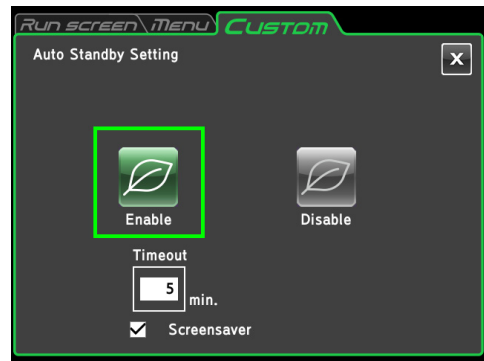 Run screen Menu Custom
Auto Standby Setting X
Enable Disable
Timeout
5 min.
Screensaver